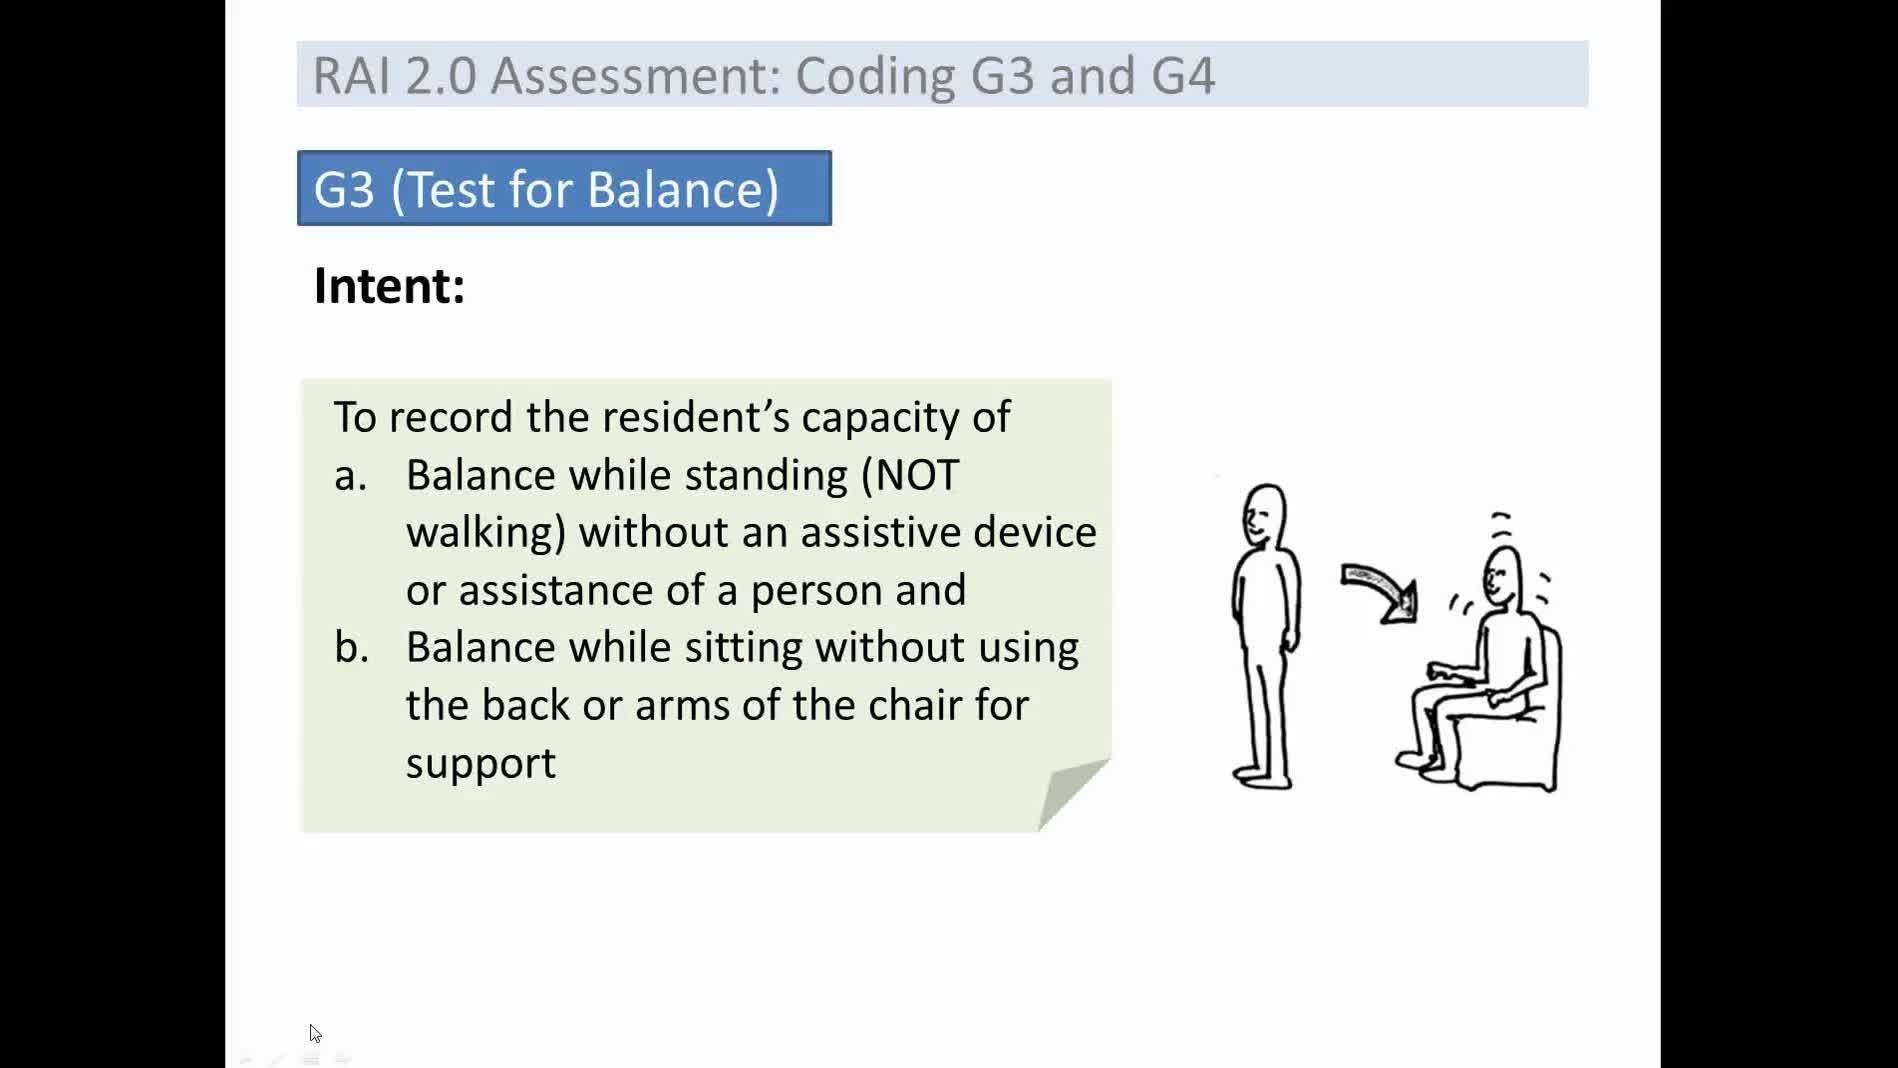 RAI 2.0 Assessment: Coding G3 and G4
G3 (Test for Balance)
Intent:
To record the resident’s capacity of
a. Balance while standing (NOT
walking) without an assistive device
or assistance of a person and
b. Balance while sitting without using
the back or arms of the chair for
support